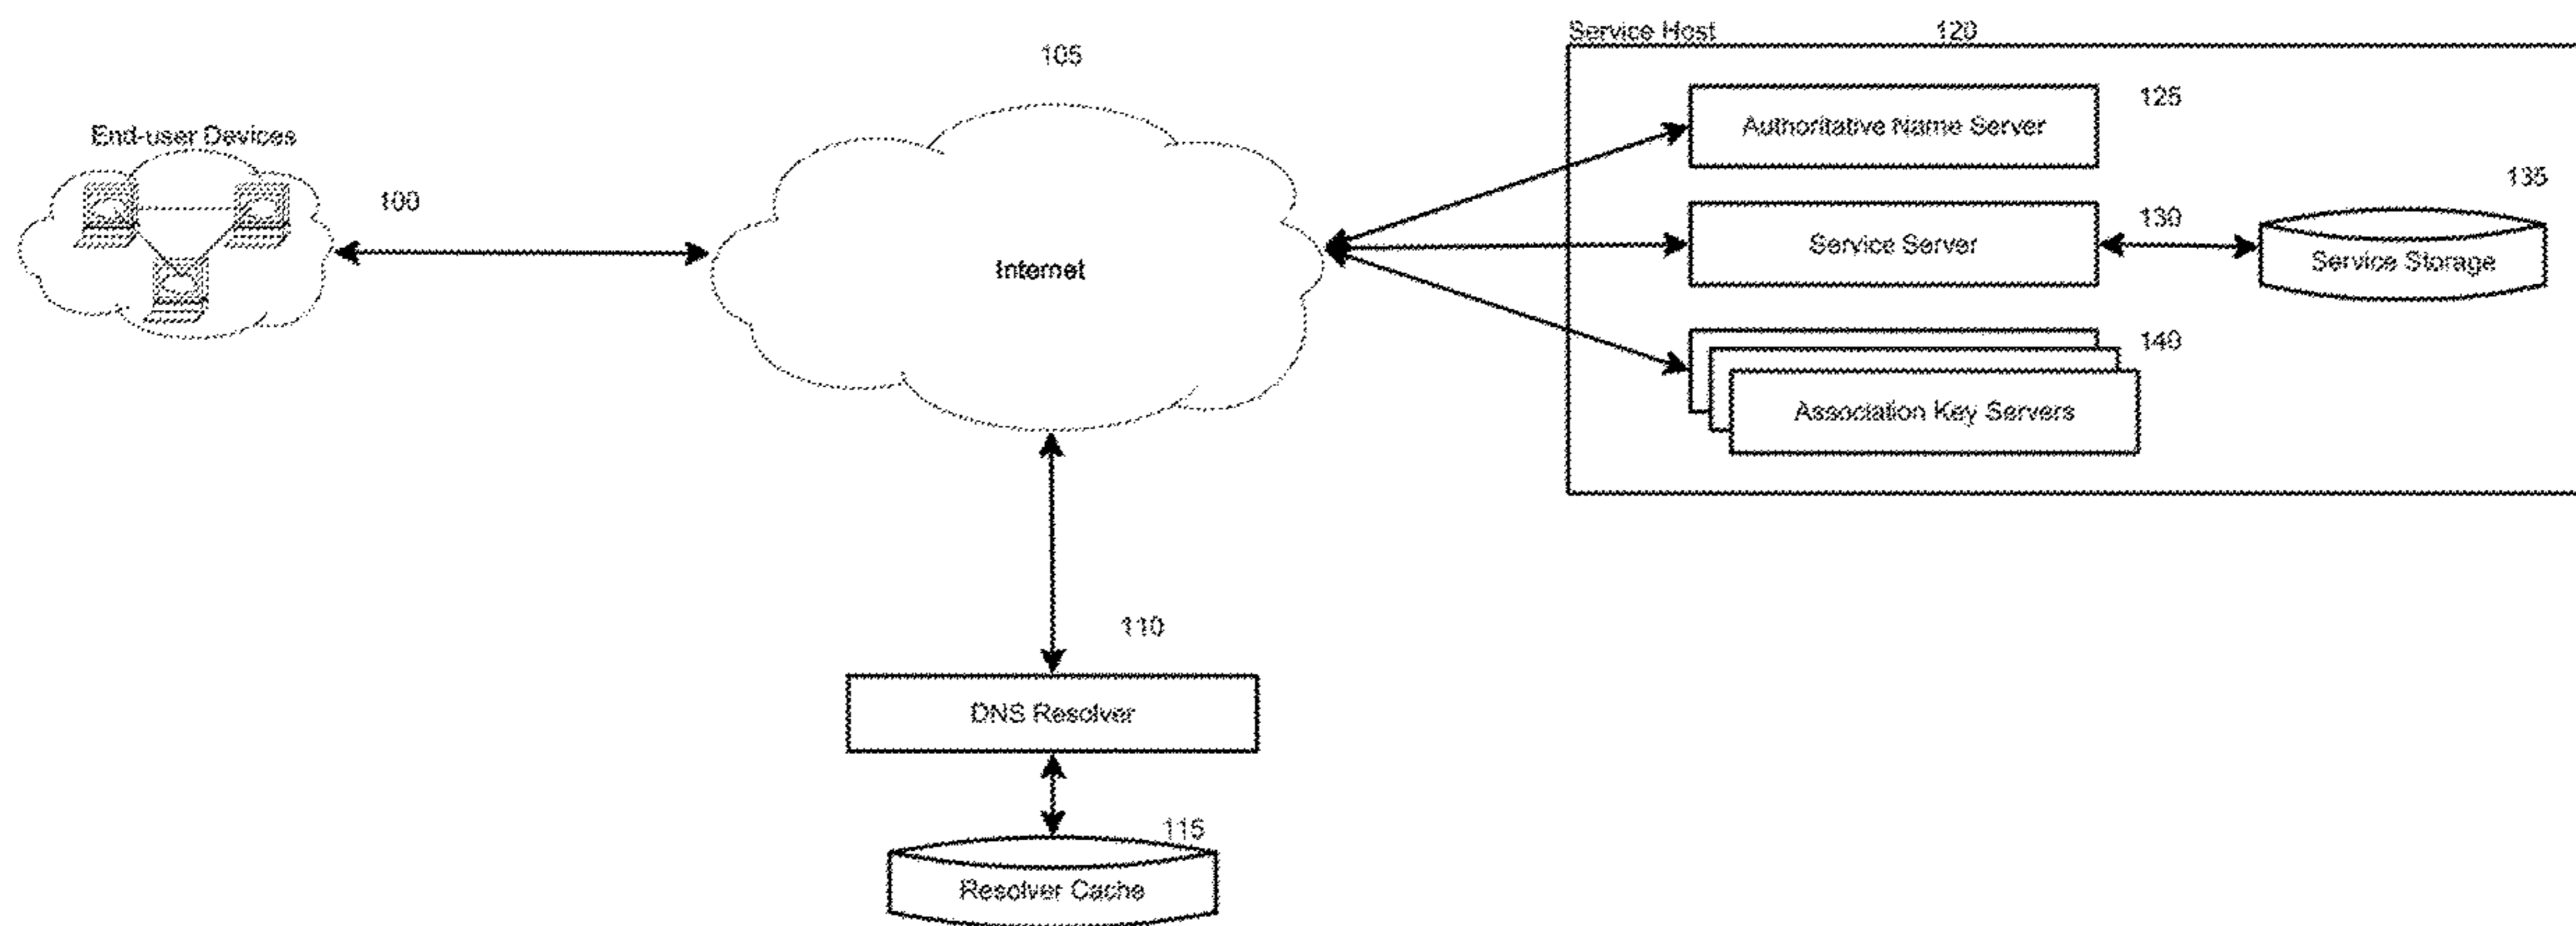 Service Host
120
105
125
Authoritative Name Server
End-user Devices
135
100
130
Service Server
Service Storage
Internet
140
Association Key Servers
110
DNS Resolver
115
Resolver Cache